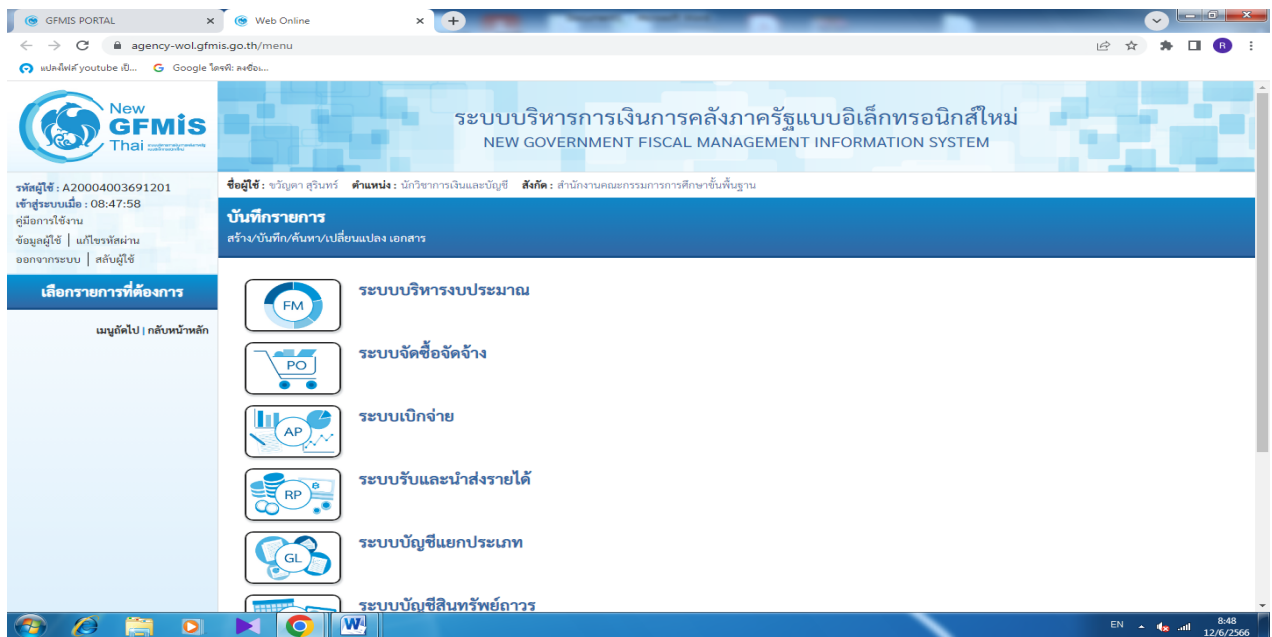 GFMIS PORTAL
Web Online
agency-wol.gfmis.go.th/menu
R
แปลงไฟล์ youtube เป็...
Google ไดรฟ์: ลงชื่อเ...
New
GFMIS
Thai
ระบบบริหารการเงินการคลังภาครัฐแบบอิเล็กทรอนิกส์ใหม่
NEW GOVERNMENT FISCAL MANAGEMENT INFORMATION SYSTEM
รหัสผู้ใช้ : A20004003691201
เข้าสู่ระบบเมื่อ : 08:47:58
คู่มือการใช้งาน
ข้อมูลผู้ใช้ | แก้ไขรหัสผ่าน
ออกจากระบบ | สลับผู้ใช้
เลือกรายการที่ต้องการ
เมนูถัดไป | กลับหน้าหลัก
ชื่อผู้ใช้ : ขวัญตา สุรินทร์ ตำแหน่ง : นักวิชาการเงินและบัญชี สังกัด : สำนักงานคณะกรรมการการศึกษาขั้นพื้นฐาน
บันทึกรายการ
สร้าง/บันทึก/ค้นหา/เปลี่ยนแปลง เอกสาร
FM ระบบบริหารงบประมาณ
PO ระบบจัดซื้อจัดจ้าง
AP ระบบเบิกจ่าย
RP ระบบรับและนำส่งรายได้
GL ระบบบัญชีแยกประเภท
ระบบบัญชีสินทรัพย์ถาวร
EN
8:48
12/6/2566